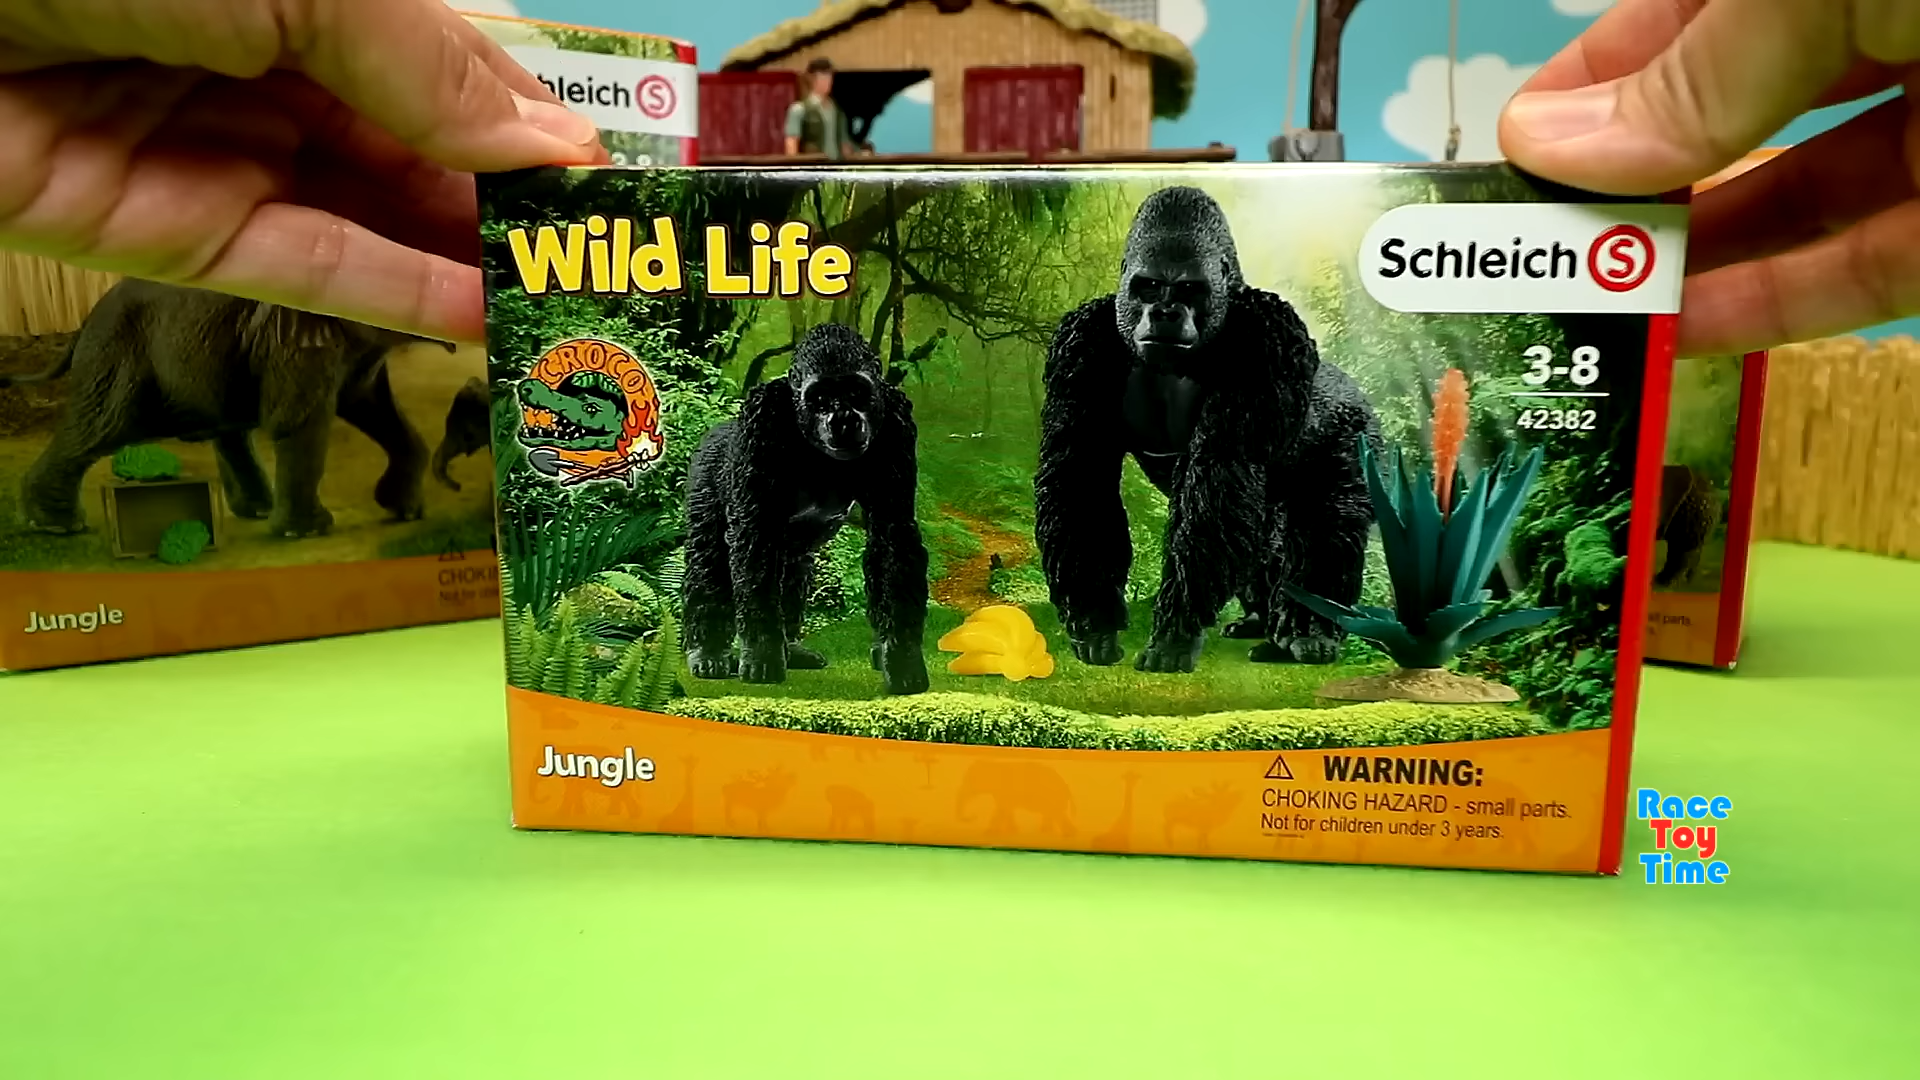 Schleich S
Wild Life
Schleich S
CROCO
3-8
42382
Jungle
Jungle
WARNING:
CHOKING HAZARD - small parts.
Not for children under 3 years.
Race
Toy
Time